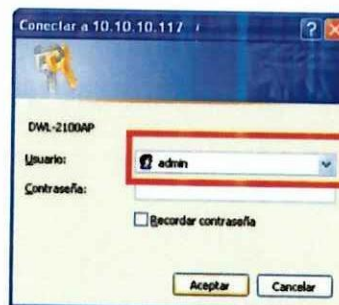 Conectar a 10.10.10.117
DWL-2100AP
Usuario:
admin
Contraseña:
Recordar contraseña
Aceptar
Cancelar